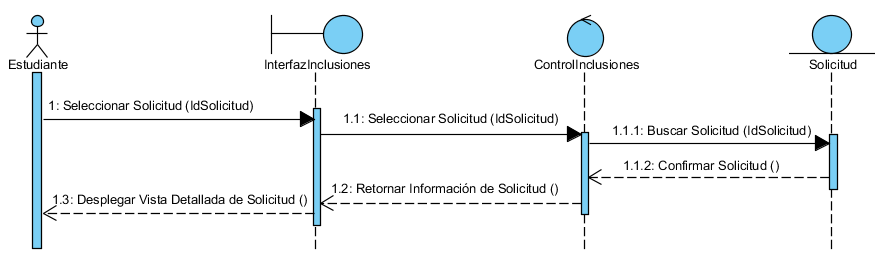 Estudiante
InterfazInclusiones
ControlInclusiones
Solicitud
1: Seleccionar Solicitud (IdSolicitud)
1.1: Seleccionar Solicitud (IdSolicitud)
1.1.1: Buscar Solicitud (IdSolicitud)
1.1.2: Confirmar Solicitud ()
1.2: Retornar Información de Solicitud ()
1.3: Desplegar Vista Detallada de Solicitud ()